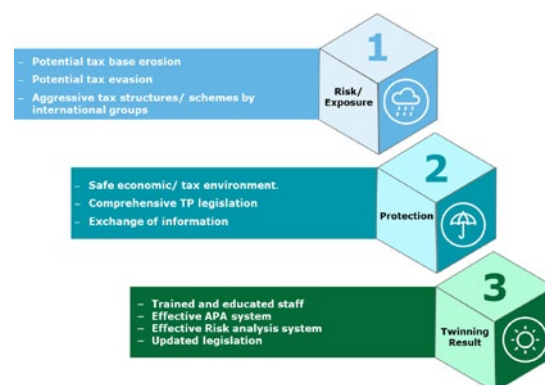 1
– Potential tax base erosion
– Potential tax evasion
– Aggressive tax structures/ schemes by
international groups
Risk/
Exposure
2
– Safe economic/ tax environment.
– Comprehensive TP legislation
– Exchange of information
Protection
3
– Trained and educated staff
– Effective APA system
– Effective Risk analysis system
– Updated legislation
Twinning
Result